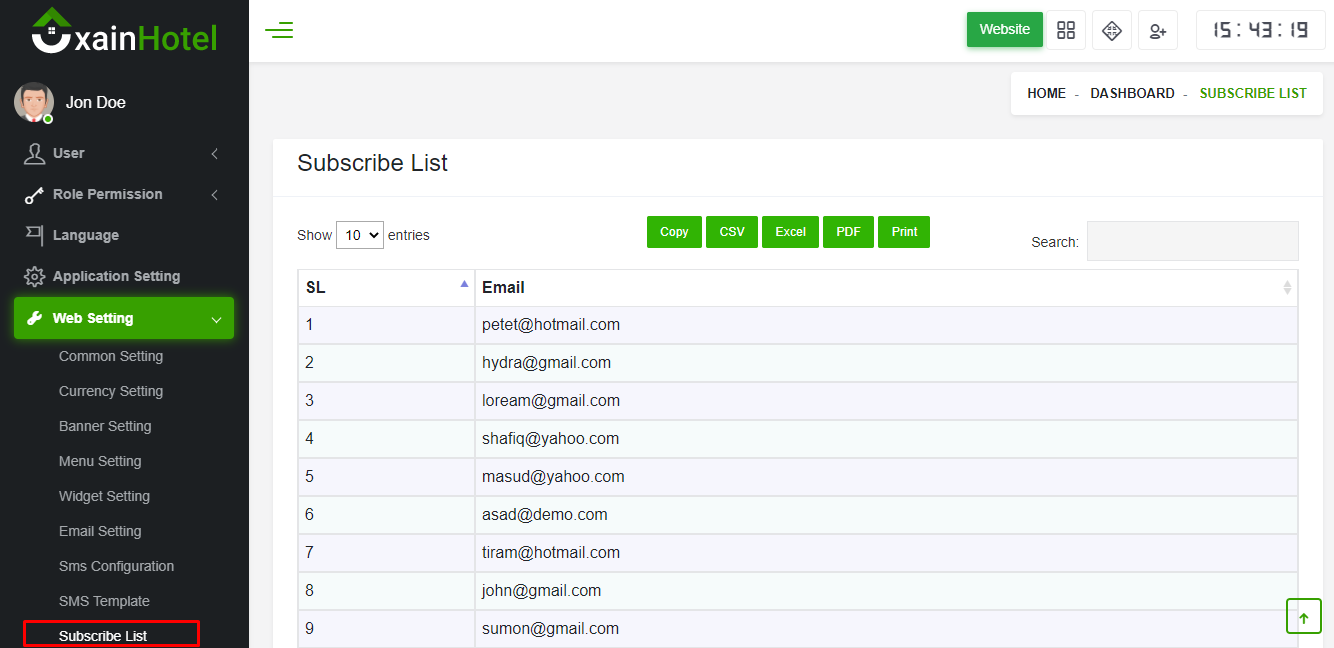 xainHotel
Jon Doe
User
Role Permission
Language
Application Setting
Web Setting
Common Setting
Currency Setting
Banner Setting
Menu Setting
Widget Setting
Email Setting
Sms Configuration
SMS Template
Subscribe List
Website
15:43:19
HOME - DASHBOARD - SUBSCRIBE LIST
Subscribe List
Show 10 entries
Copy CSV Excel PDF Print
Search:
SL Email
1 petet@hotmail.com
2 hydra@gmail.com
3 loream@gmail.com
4 shafiq@yahoo.com
5 masud@yahoo.com
6 asad@demo.com
7 tiram@hotmail.com
8 john@gmail.com
9 sumon@gmail.com